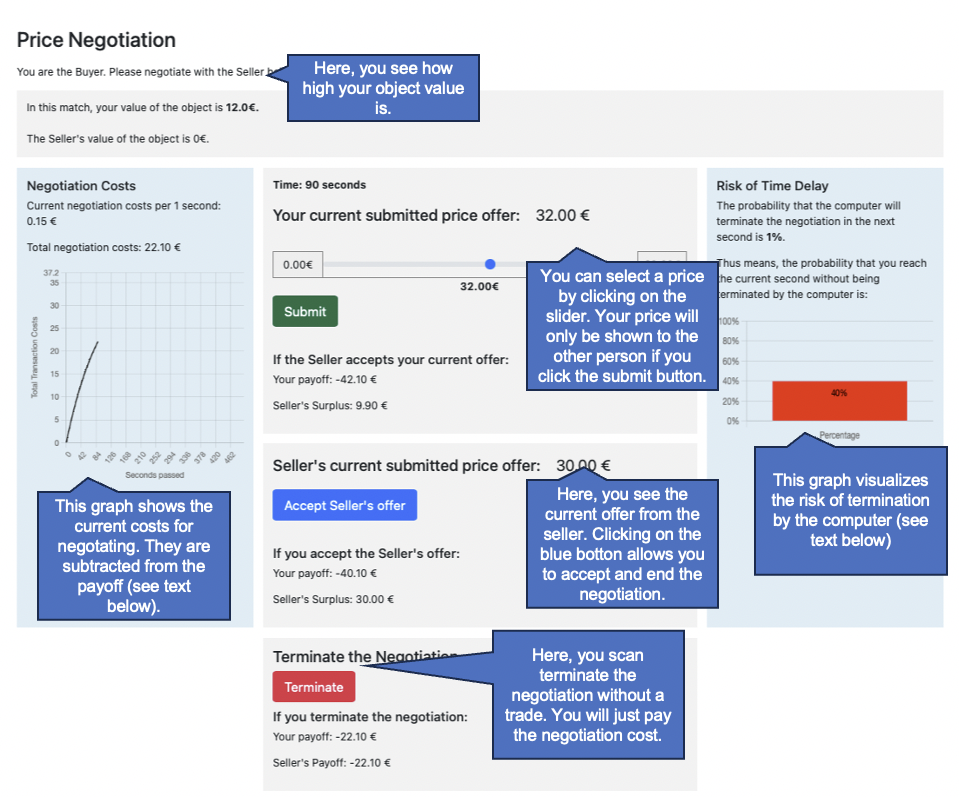 Price Negotiation
You are the Buyer. Please negotiate with the Seller
Here, you see how
high your object value
is.
In this match, your value of the object is 12.0€.
The Seller's value of the object is 0€.
Negotiation Costs
Current negotiation costs per 1 second:
0.15 €
Total negotiation costs: 22.10 €
37.2
35
30
25
20
15
10
5
0
Total Transaction Costs
0 42 84 126 168 210 252 294 336 378 420 462
Seconds passed
This graph shows the
current costs for
negotating. They are
subtracted from the
payoff (see text
below).
Time: 90 seconds
Your current submitted price offer: 32.00 €
0.00€
32.00€
Submit
You can select a price
by clicking on the
slider. Your price will
only be shown to the
other person if you
click the submit button.
If the Seller accepts your current offer:
Your payoff: -42.10 €
Seller's Surplus: 9.90 €
Seller's current submitted price offer: 30.00 €
Accept Seller's offer
Here, you see the
current offer from the
seller. Clicking on the
blue botton allows you
to accept and end the
negotiation.
If you accept the Seller's offer:
Your payoff: -40.10 €
Seller's Surplus: 30.00 €
Terminate the Negotiation
Terminate
Here, you scan
terminate the
negotiation without a
trade. You will just pay
the negotiation cost.
If you terminate the negotiation:
Your payoff: -22.10 €
Seller's Payoff: -22.10 €
Risk of Time Delay
The probability that the computer will
terminate the negotiation in the next
second is 1%.
Thus means, the probability that you reach
the current second without being
terminated by the computer is:
100%
80%
60%
40%
20%
0%
40%
Percentage
This graph visualizes
the risk of termination
by the computer (see
text below)